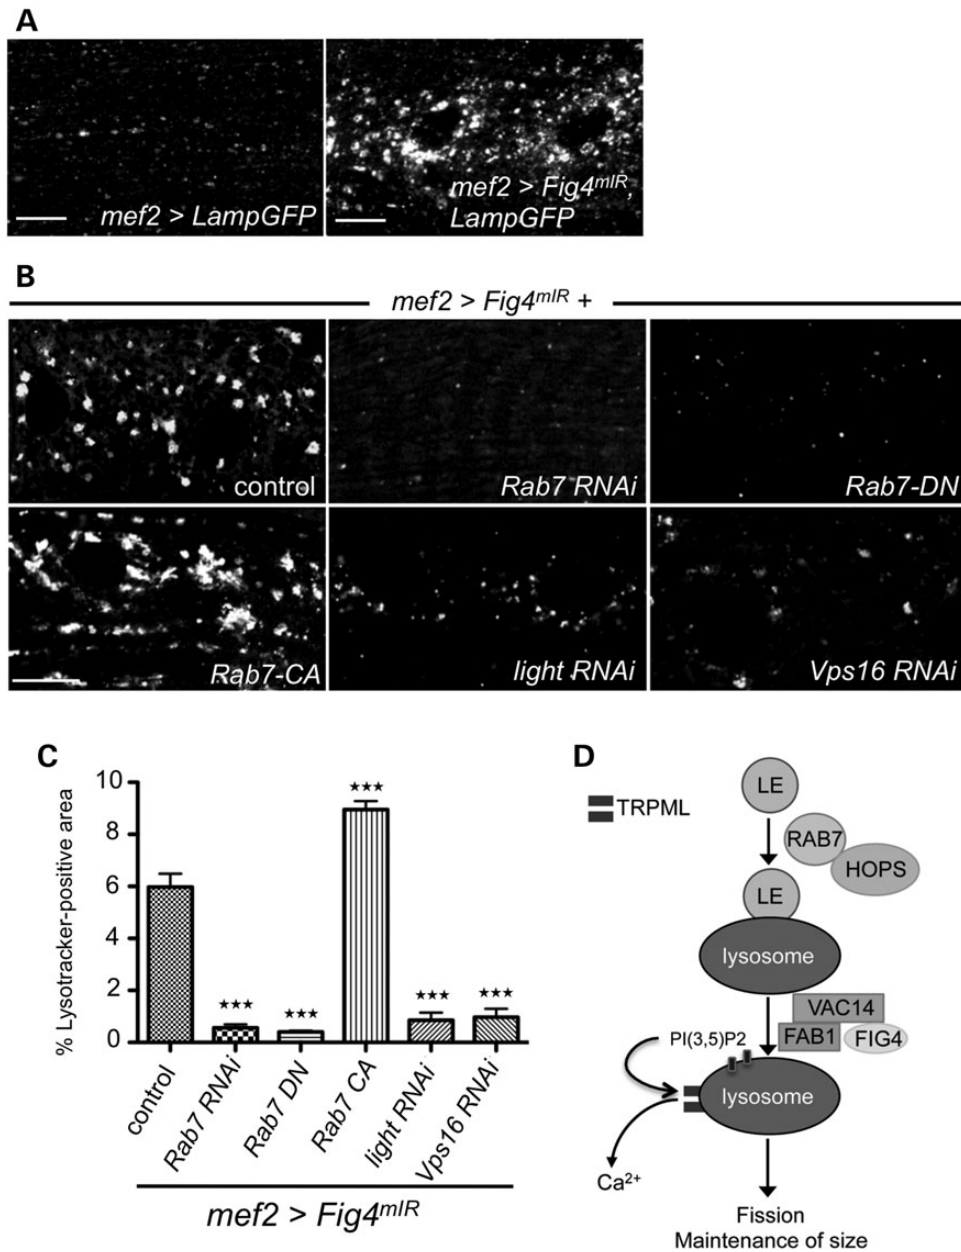 A
mef2 > LampGFP
mef2 > Fig4mIR,
LampGFP
B
mef2 > Fig4mIR +
control
Rab7 RNAi
Rab7-DN
Rab7-CA
light RNAi
Vps16 RNAi
C
% Lysotracker-positive area
10
8
6
4
2
0
★★★
★★★
★★★
★★★
★★★
control
Rab7 RNAi
Rab7 DN
Rab7 CA
light RNAi
Vps16 RNAi
mef2 > Fig4mIR
D
TRPML
LE
RAB7
HOPS
LE
lysosome
VAC14
FAB1
FIG4
PI(3,5)P2
lysosome
Ca2+
Fission
Maintenance of size